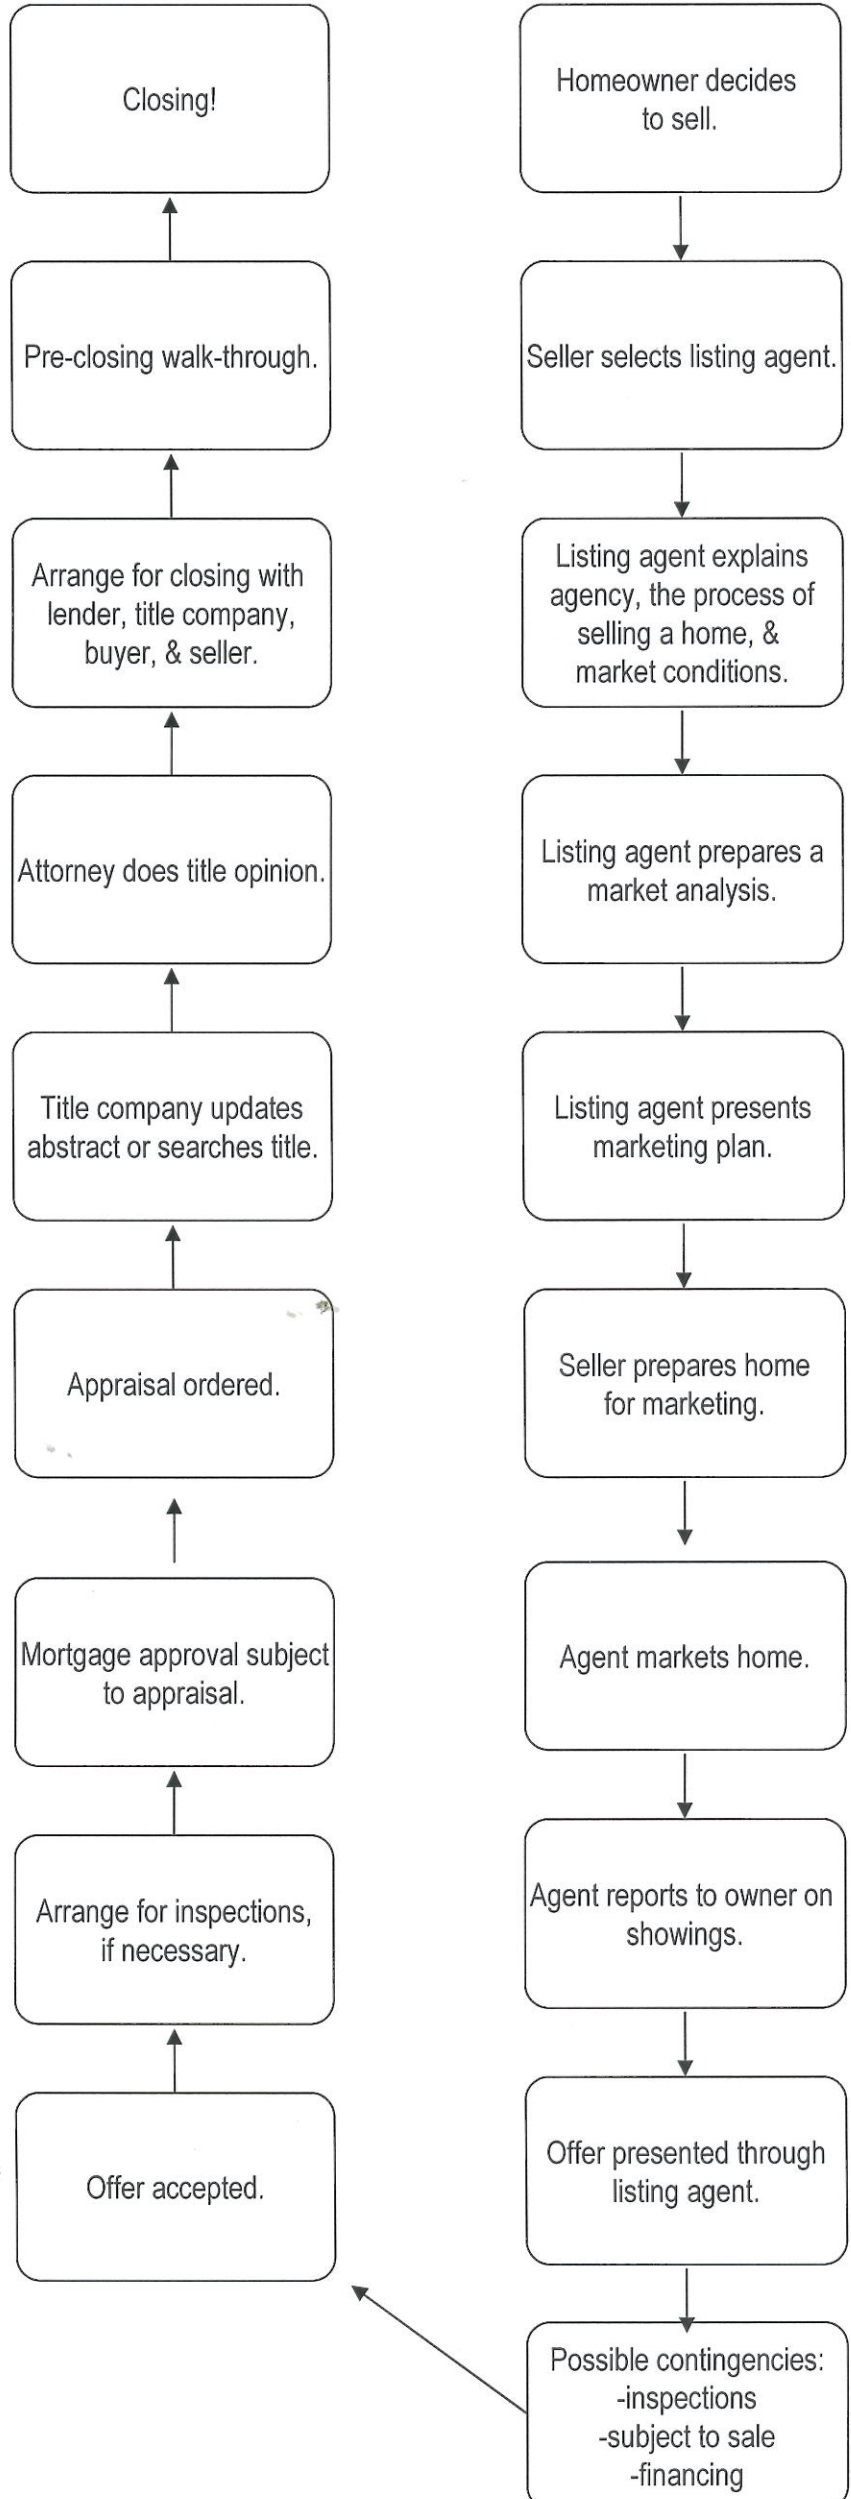 Homeowner decides
to sell.
Seller selects listing agent.
Listing agent explains
agency, the process of
selling a home, &
market conditions.
Listing agent prepares a
market analysis.
Listing agent presents
marketing plan.
Seller prepares home
for marketing.
Agent markets home.
Agent reports to owner on
showings.
Offer presented through
listing agent.
Possible contingencies:
-inspections
-subject to sale
-financing
Offer accepted.
Arrange for inspections,
if necessary.
Mortgage approval subject
to appraisal.
Appraisal ordered.
Title company updates
abstract or searches title.
Attorney does title opinion.
Arrange for closing with
lender, title company,
buyer, & seller.
Pre-closing walk-through.
Closing!